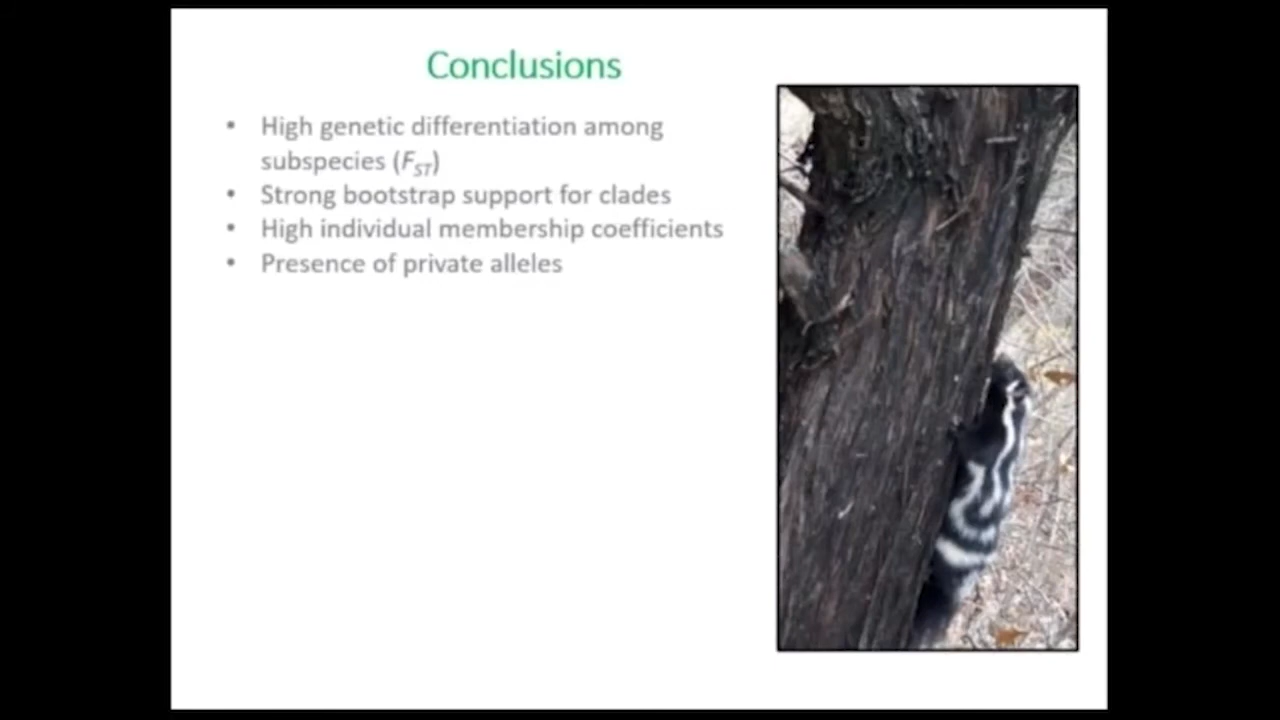 Conclusions
• High genetic differentiation among
subspecies (FST)
• Strong bootstrap support for clades
• High individual membership coefficients
• Presence of private alleles